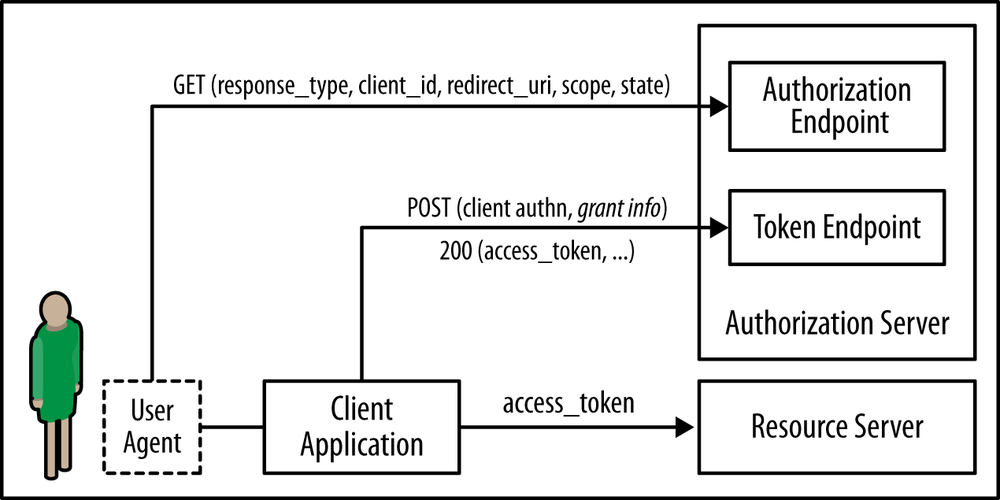 GET (response_type, client_id, redirect_uri, scope, state)
Authorization
Endpoint
POST (client authn, grant info)
200 (access_token, ...)
Token Endpoint
Authorization Server
User
Agent
Client
Application
access_token
Resource Server